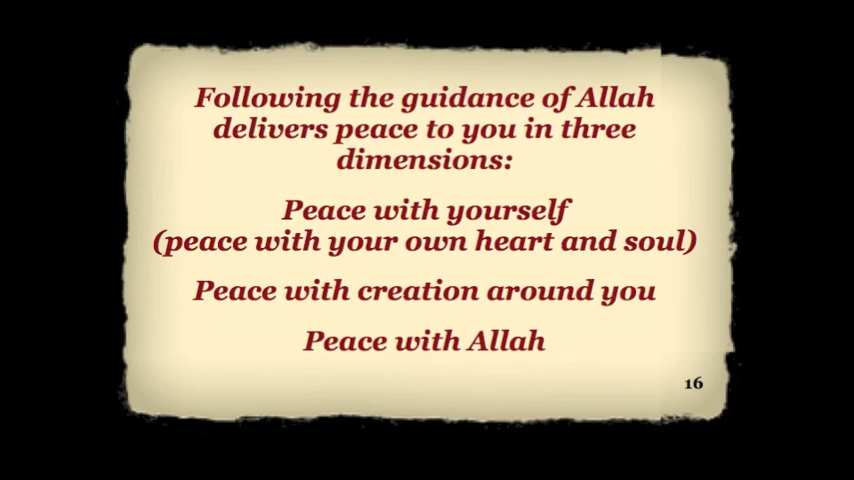 Following the guidance of Allah
delivers peace to you in three
dimensions:
Peace with yourself
(peace with your own heart and soul)
Peace with creation around you
Peace with Allah
16